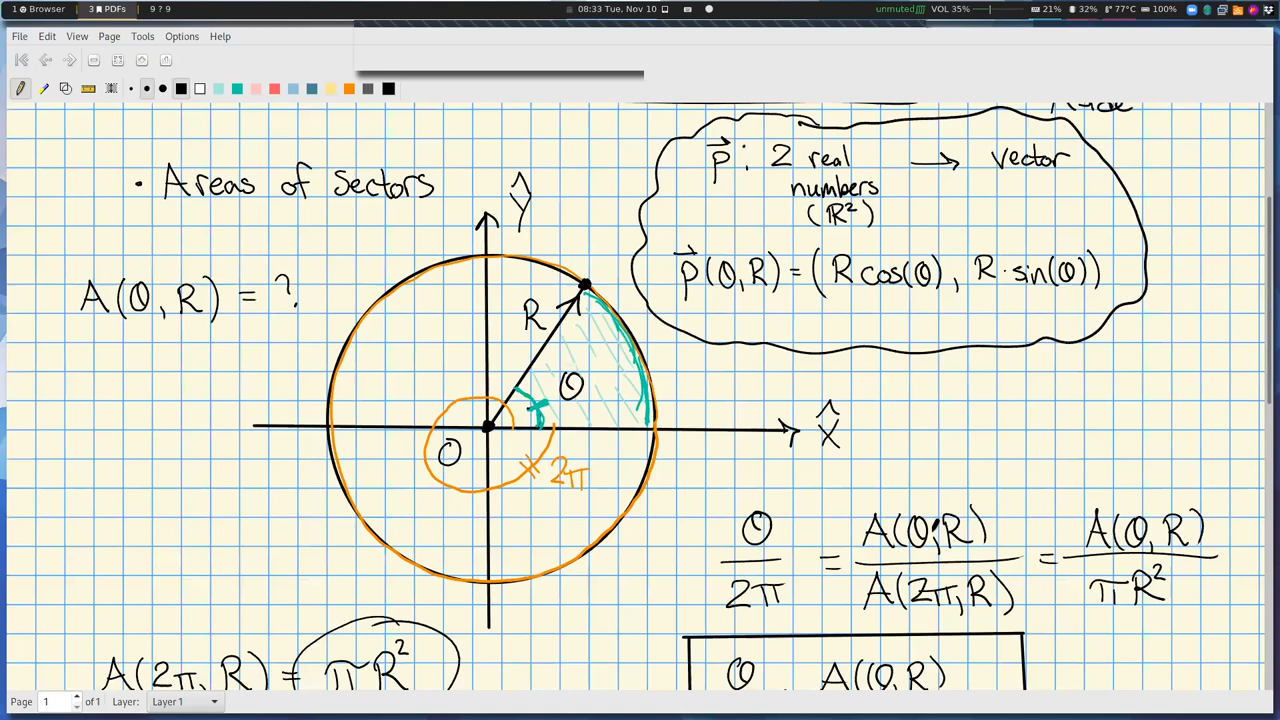 1 Browser 3 PDFs 9 ? 9 08:33 Tue, Nov 10 unmuted VOL 35% 21% 32% 77°C 100%
File Edit View Page Tools Options Help
• Areas of Sectors
Ŷ
A(θ, R) = ?
R
θ
O
2π
X̂
p⃗ : 2 real → vector
numbers
(ℝ²)
p⃗(θ, R) = (R cos(θ), R · sin(θ))
θ/2π = A(θ, R)/A(2π, R) = A(θ, R)/πR²
A(2π, R) = πR²
θ A(θ, R)
Page 1 of 1 Layer: Layer 1